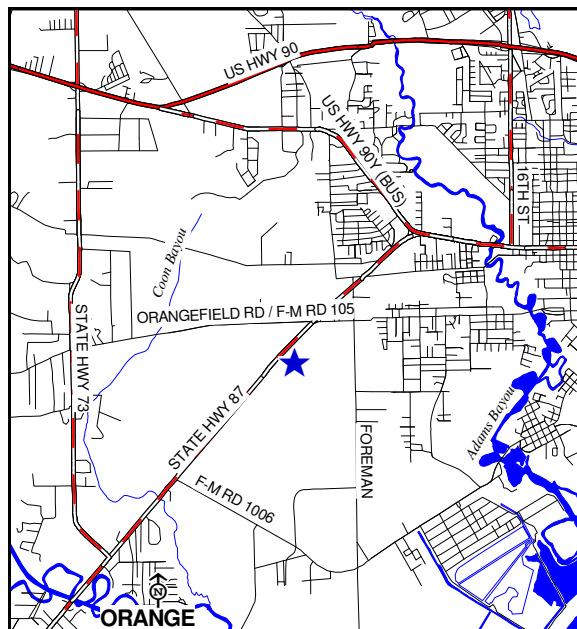 US HWY 90
US HWY 90Y (BUS)
16TH ST
Coon Bayou
ORANGEFIELD RD / F-M RD 105
STATE HWY 73
STATE HWY 87
Adams Bayou
FOREMAN
F-M RD 1006
N
ORANGE